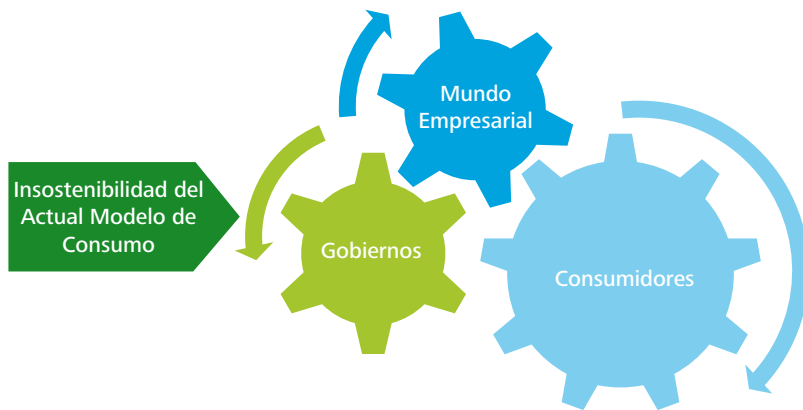 Insostenibilidad del
Actual Modelo de
Consumo
Gobiernos
Mundo
Empresarial
Consumidores